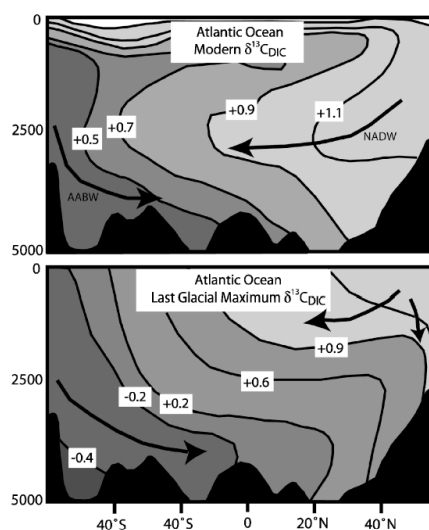 0
Atlantic Ocean
Modern δ¹³C_DIC
+0.9
+1.1
+0.7
2500
+0.5
NADW
AABW
5000
0
Atlantic Ocean
Last Glacial Maximum δ¹³C_DIC
+0.9
2500
+0.6
-0.2
+0.2
-0.4
5000
40˚S 40˚S 0 20˚N 40˚N